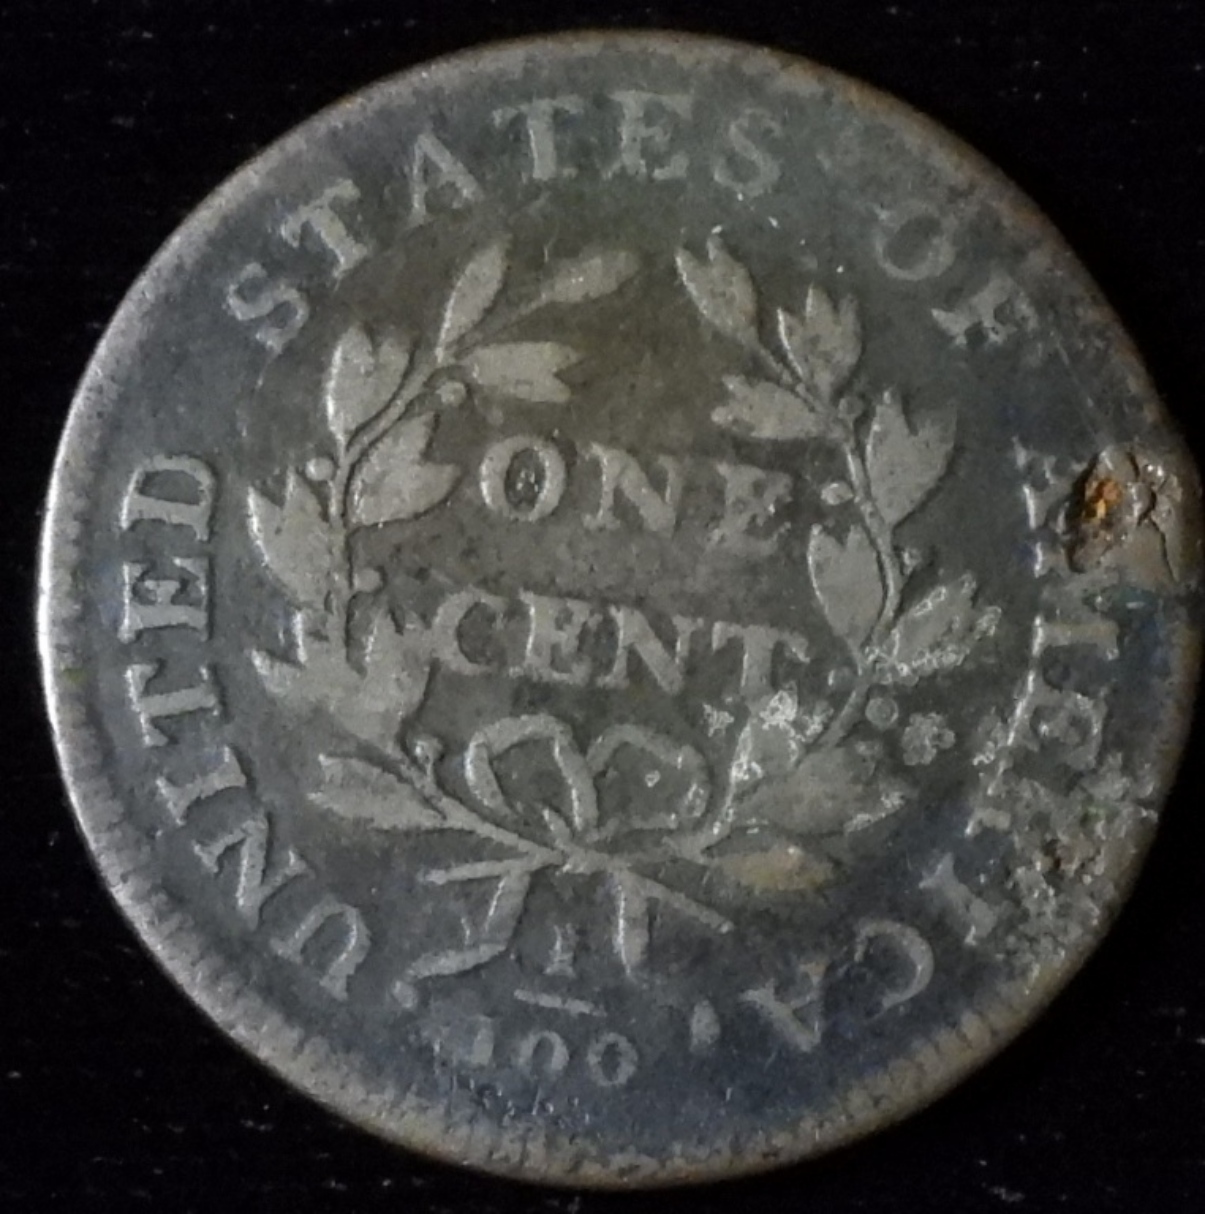 UNITED STATES OF AMERICA
ONE
CENT
1
100